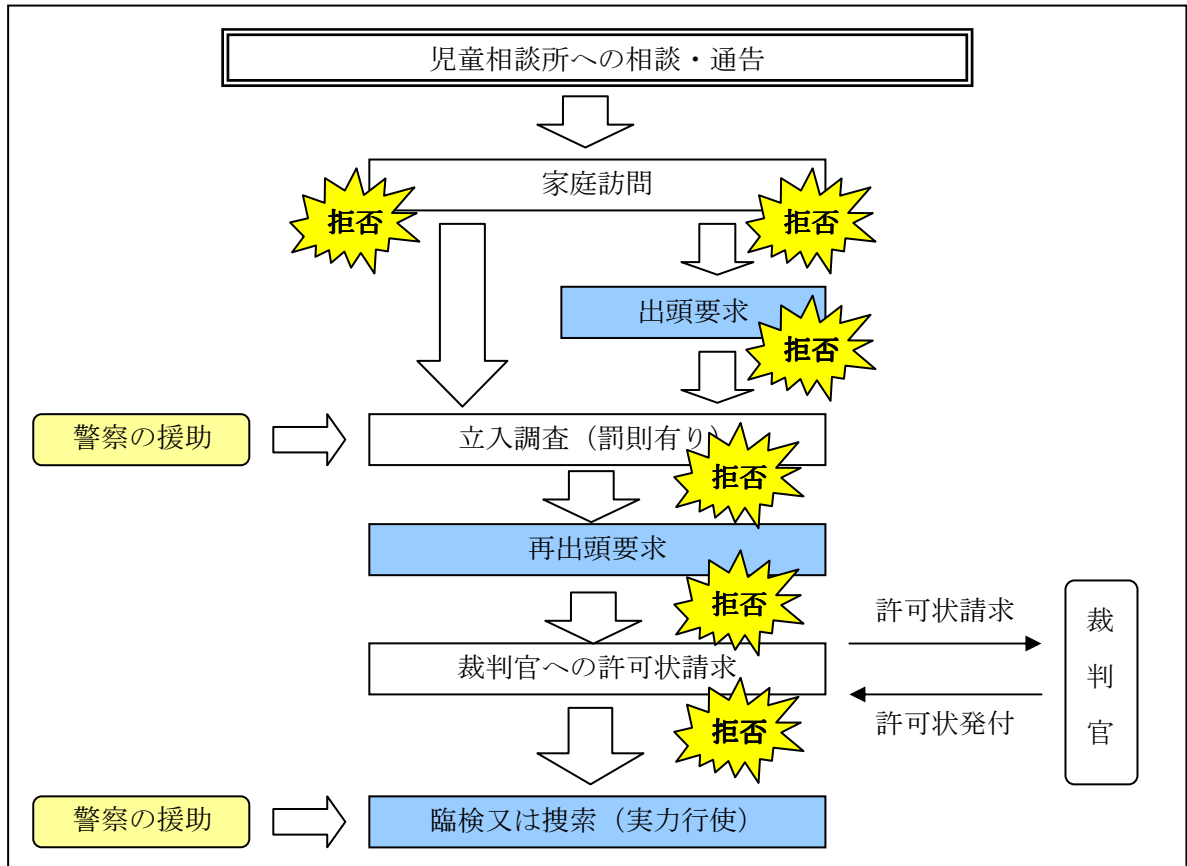 児童相談所への相談・通告
家庭訪問
拒否
拒否
出頭要求
拒否
警察の援助
立入調査（罰則有り）
拒否
再出頭要求
拒否
裁判官への許可状請求
拒否
許可状請求
許可状発付
裁判官
警察の援助
臨検又は捜索（実力行使）